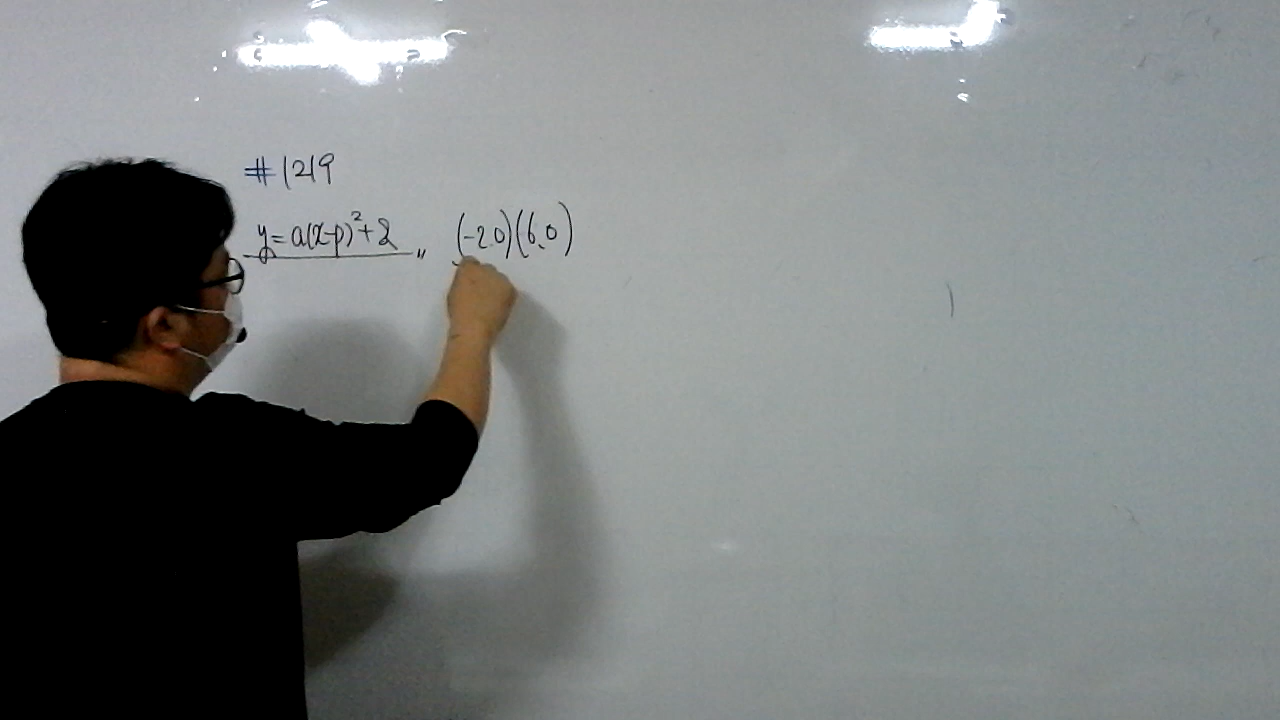 #1219
y=a(x-p)²+2 〃 (-2.0)(6.0)